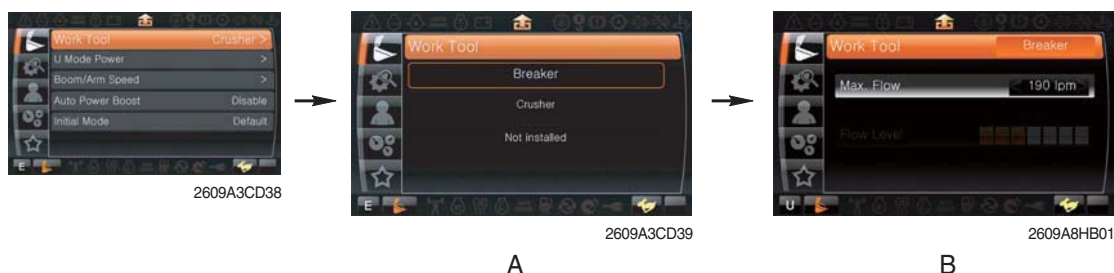 Work Tool Crusher >
U Mode Power >
Boom/Arm Speed >
Auto Power Boost Disable
Initial Mode Default
E
2609A3CD38
Work Tool
Breaker
Crusher
Not installed
E
2609A3CD39
A
Work Tool Breaker
Max. Flow < 190 lpm >
Flow Level
U
2609A8HB01
B